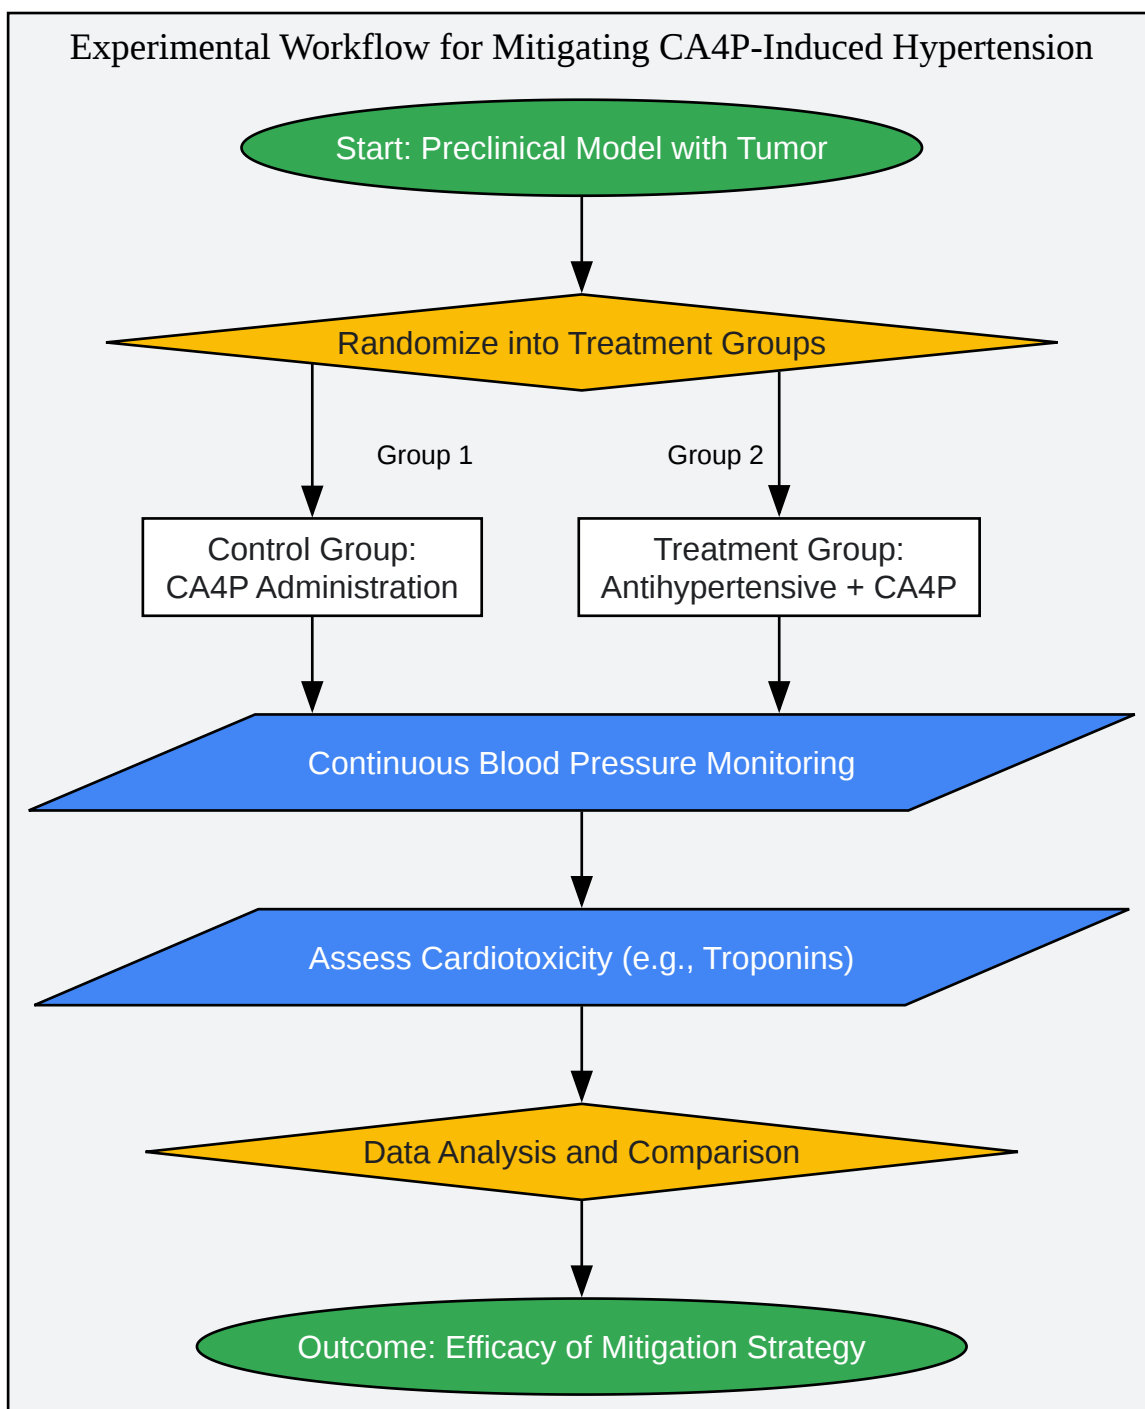 Experimental Workflow for Mitigating CA4P-Induced Hypertension
Start: Preclinical Model with Tumor
Randomize into Treatment Groups
Group 1
Group 2
Control Group:
CA4P Administration
Treatment Group:
Antihypertensive + CA4P
Continuous Blood Pressure Monitoring
Assess Cardiotoxicity (e.g., Troponins)
Data Analysis and Comparison
Outcome: Efficacy of Mitigation Strategy